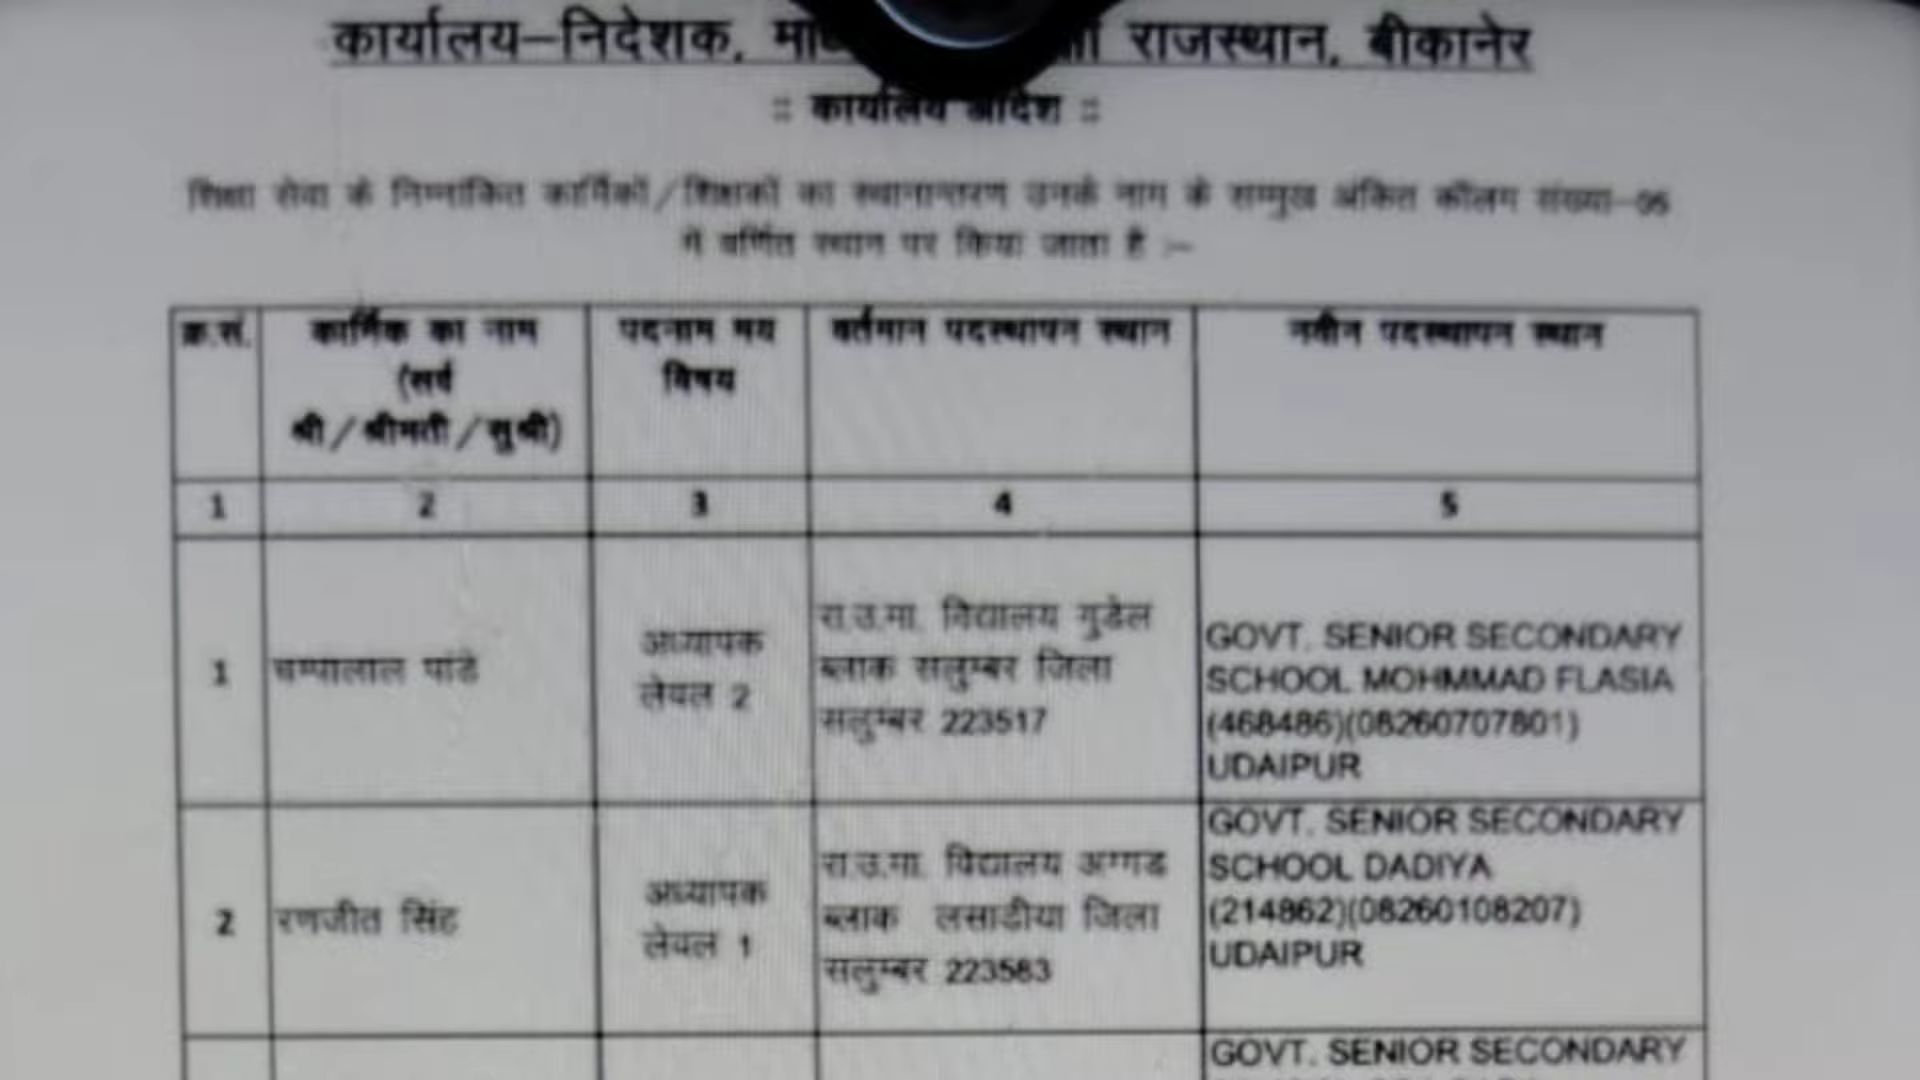 कार्यालय–निदेशक, राजस्थान, बीकानेर
:: कार्यालय आदेश ::
शिक्षा सेवा के निम्नांकित कार्मिकों/शिक्षकों का स्थानान्तरण उनके नाम के सम्मुख अंकित कॉलम संख्या–05
में वर्णित स्थान पर किया जाता है :–
क्र.सं.
कार्मिक का नाम
(सर्व
श्री/श्रीमती/सुश्री)
पदनाम मय
विषय
वर्तमान पदस्थापन स्थान
नवीन पदस्थापन स्थान
1
2
3
4
5
1
चम्पालाल पांडे
अध्यापक
लेवल 2
रा.उ.मा. विद्यालय गुडेल
ब्लाक सलुम्बर जिला
सलुम्बर 223517
GOVT. SENIOR SECONDARY
SCHOOL MOHMMAD FLASIA
(468486)(08260707801)
UDAIPUR
2
रणजीत सिंह
अध्यापक
लेवल 1
रा.उ.मा. विद्यालय अग्गड
ब्लाक लसाडीया जिला
सलुम्बर 223583
GOVT. SENIOR SECONDARY
SCHOOL DADIYA
(214862)(08260108207)
UDAIPUR
GOVT. SENIOR SECONDARY